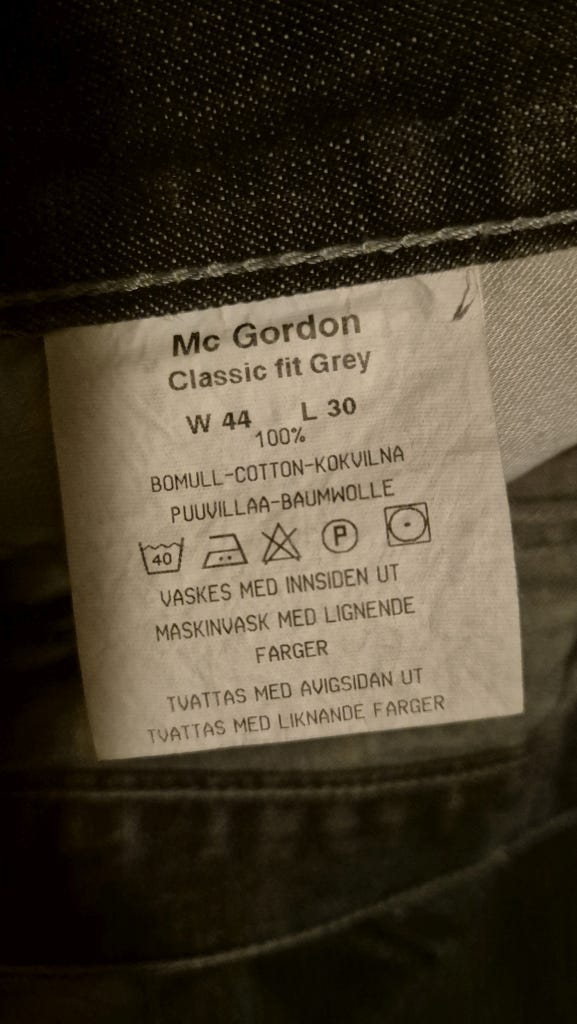 Mc Gordon
Classic fit Grey
W 44 L 30
100%
BOMULL-COTTON-KOKVILNA
PUUVILLAA-BAUMWOLLE
40 P
VASKES MED INNSIDEN UT
MASKINVASK MED LIGNENDE
FARGER
TVATTAS MED AVIGSIDAN UT
TVATTAS MED LIKNANDE FARGER